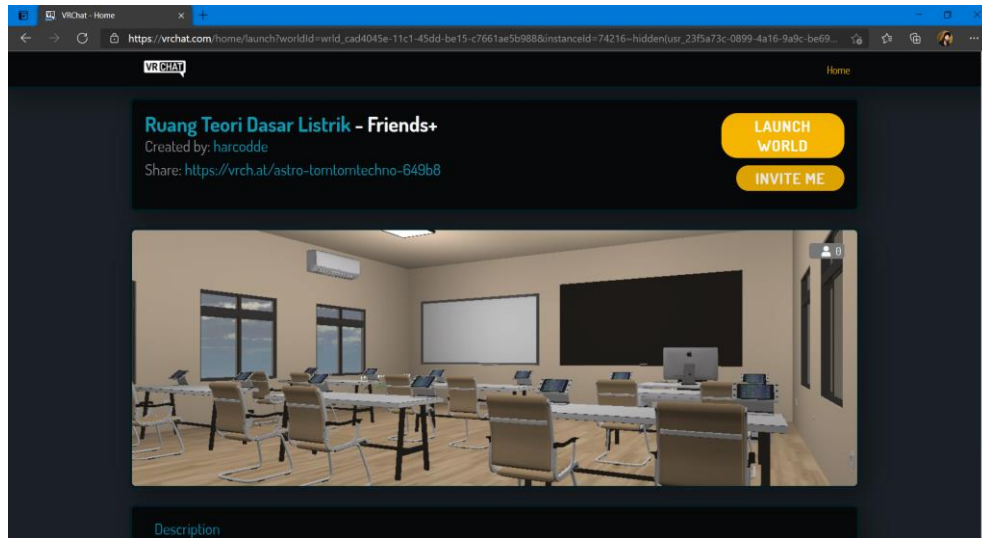 VRChat - Home
https://vrchat.com/home/launch?worldId=wrld_cad4045e-11c1-45dd-be15-c7661ae5b988&instanceId=74216~hidden(usr_23f5a73c-0899-4a16-9a9c-be69...
VRCHAT
Home
Ruang Teori Dasar Listrik - Friends+
Created by: harcodde
Share: https://vrch.at/astro-tomtomtechno-649b8
LAUNCH
WORLD
INVITE ME
0
Description